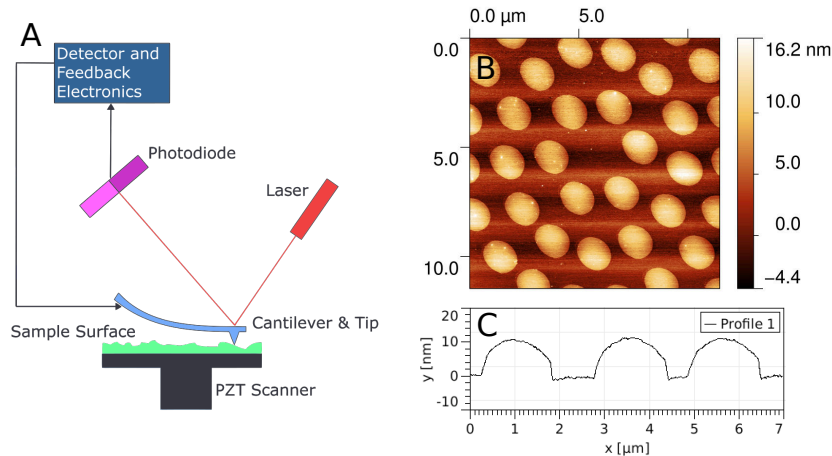 A
Detector and
Feedback
Electronics
Photodiode
Laser
Cantilever & Tip
Sample Surface
PZT Scanner
0.0 µm 5.0
0.0
5.0
10.0
B
16.2 nm
10.0
5.0
0.0
−4.4
C
Profile 1
20
10
0
-10
y [nm]
0 1 2 3 4 5 6 7
x [µm]